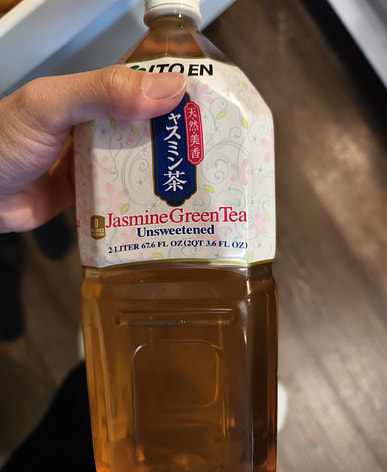 ITO EN
天然美香
ャスミン茶
Jasmine Green Tea
Unsweetened
2 LITER 67.6 FL OZ (2QT 3.6 FL OZ)